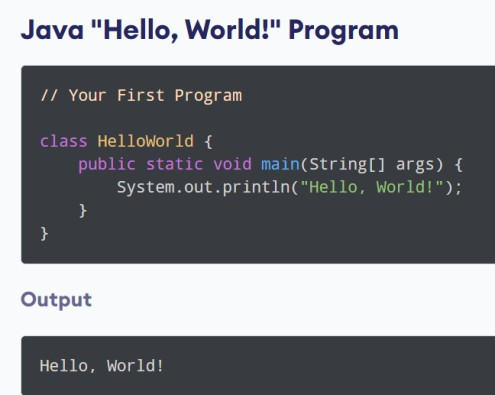 Java "Hello, World!" Program
// Your First Program
class HelloWorld {
    public static void main(String[] args) {
        System.out.println("Hello, World!");
    }
}
Output
Hello, World!